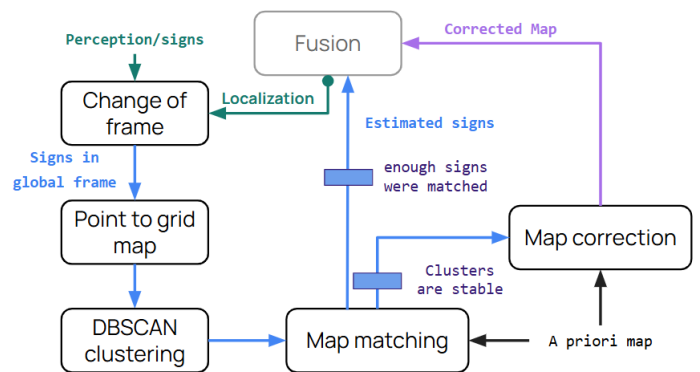 Perception/signs
Fusion
Corrected Map
Change of
frame
Localization
Estimated signs
Signs in
global frame
enough signs
were matched
Point to grid
map
Map correction
Clusters
are stable
DBSCAN
clustering
Map matching
A priori map